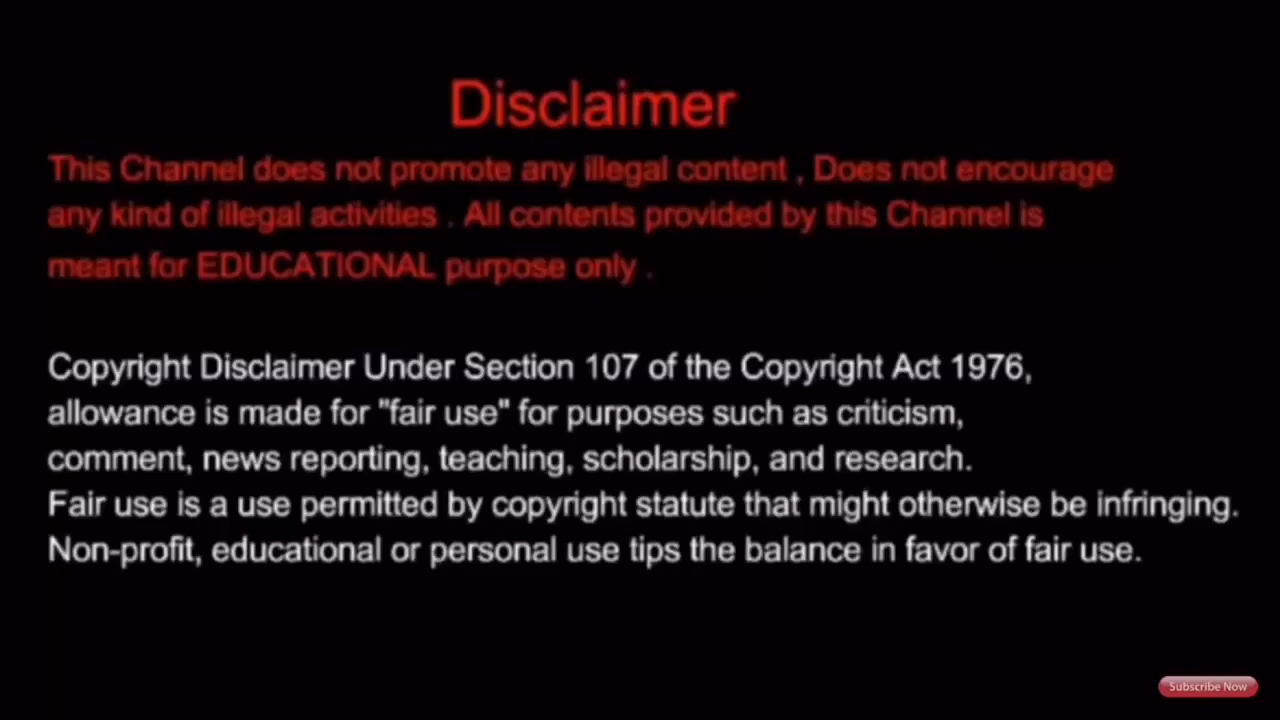 Disclaimer
This Channel does not promote any illegal content , Does not encourage
any kind of illegal activities . All contents provided by this Channel is
meant for EDUCATIONAL purpose only .
Copyright Disclaimer Under Section 107 of the Copyright Act 1976,
allowance is made for "fair use" for purposes such as criticism,
comment, news reporting, teaching, scholarship, and research.
Fair use is a use permitted by copyright statute that might otherwise be infringing.
Non-profit, educational or personal use tips the balance in favor of fair use.
Subscribe Now